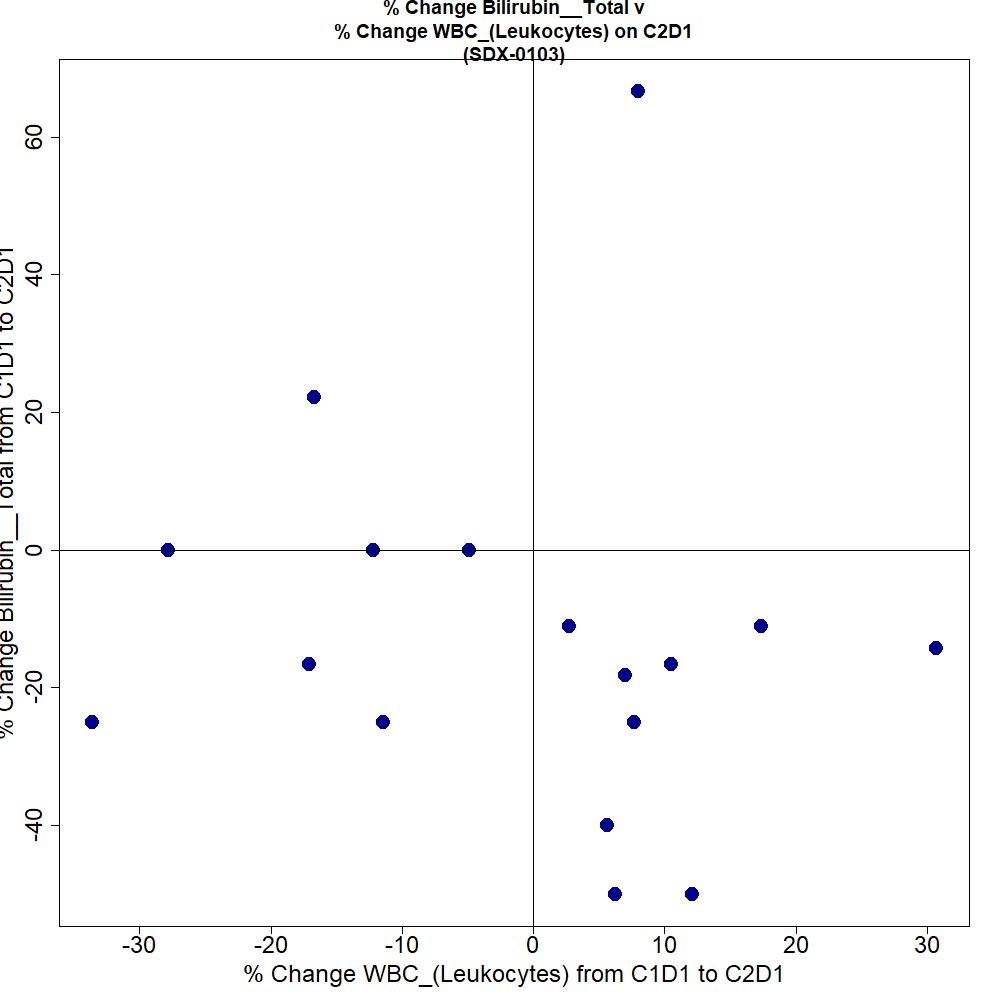 % Change Bilirubin__Total v
% Change WBC_(Leukocytes) on C2D1
(SDX-0103)
% Change Bilirubin__Total from C1D1 to C2D1
60
40
20
0
-20
-40
-30
-20
-10
0
10
20
30
% Change WBC_(Leukocytes) from C1D1 to C2D1